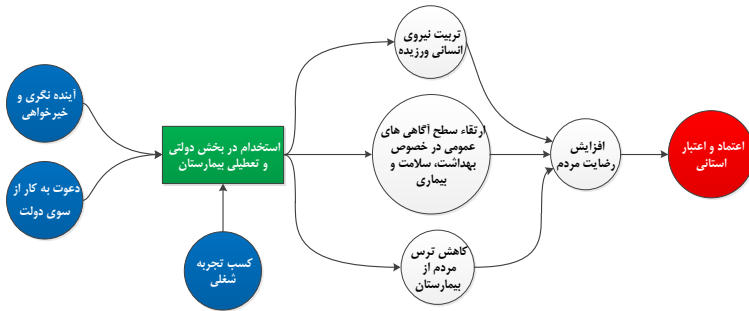 تربیت نیروی
انسانی ورزیده
آینده نگری و
خیرخواهی
استخدام در بخش دولتی
و تعطیلی بیمارستان
ارتقاء سطح آگاهی های
عمومی در خصوص
بهداشت، سلامت و
بیماری
افزایش
رضایت مردم
اعتماد و اعتبار
استانی
دعوت به کار از
سوی دولت
کسب تجربه
شغلی
کاهش ترس
مردم از
بیمارستان